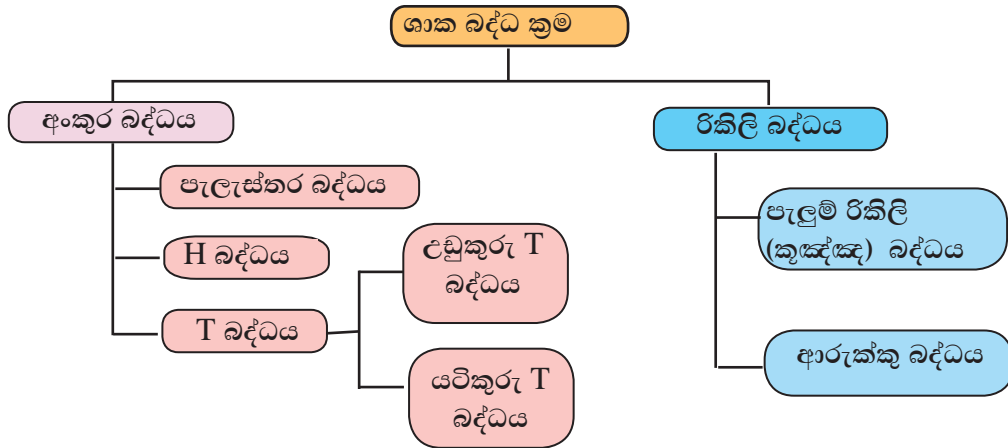 ශාක බද්ධ ක්‍රම
අංකුර බද්ධය
රිකිලි බද්ධය
පැලැස්තර බද්ධය
H බද්ධය
T බද්ධය
උඩුකුරු T
බද්ධය
යටිකුරු T
බද්ධය
පැලුම් රිකිලි
(කූඤ්ඤ) බද්ධය
ආරුක්කු බද්ධය